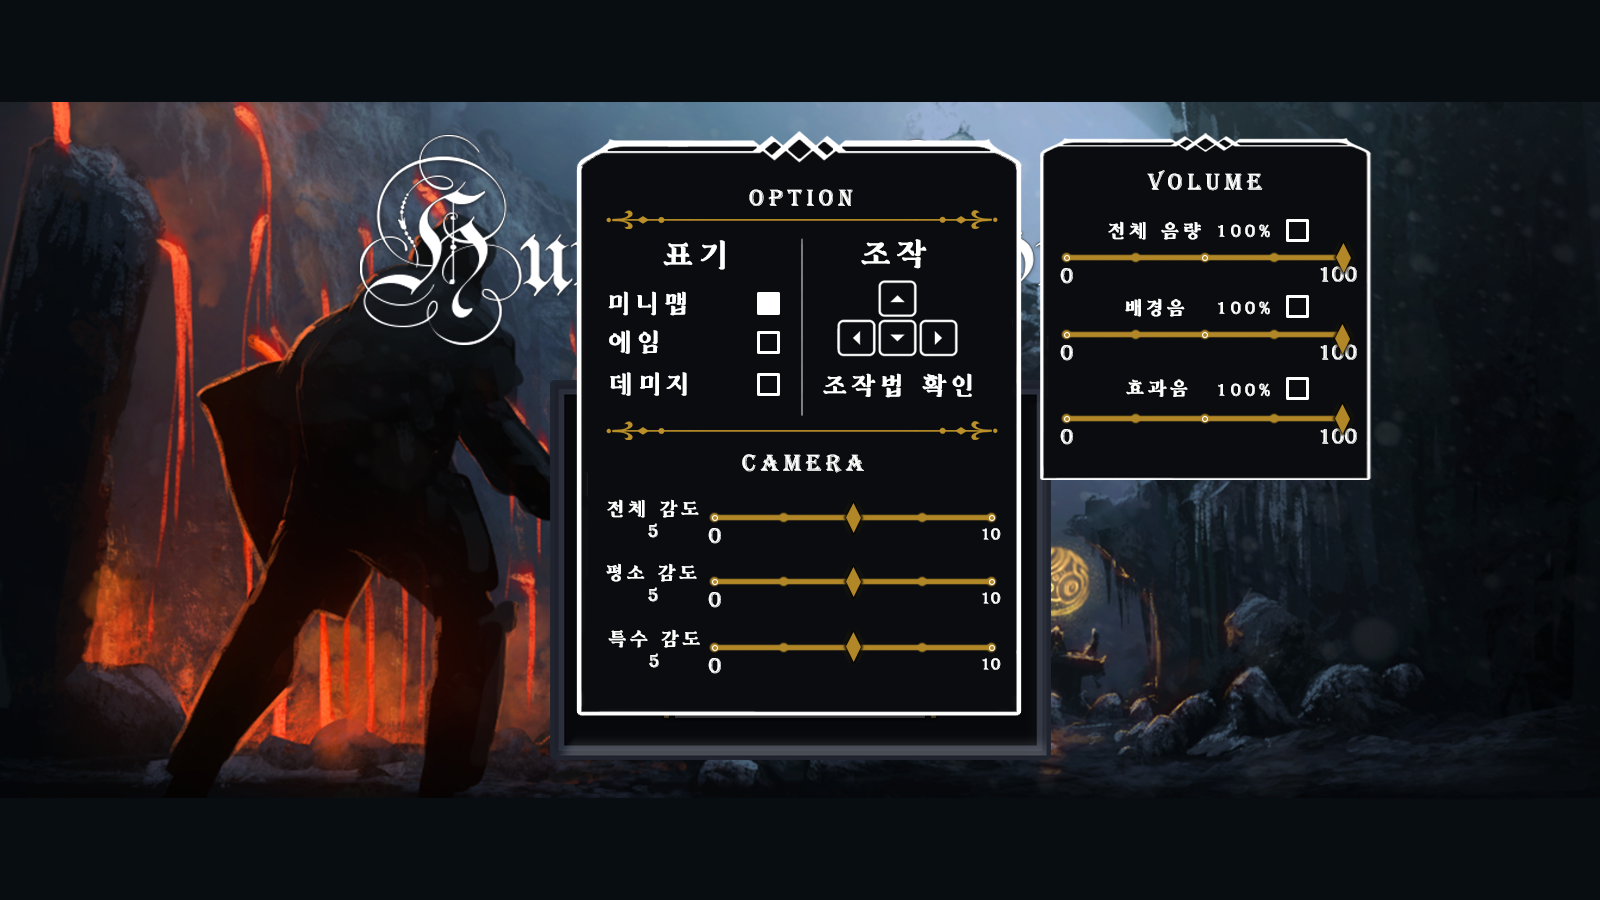 OPTION
표기
조작
미니맵
에임
데미지
조작법 확인
CAMERA
전체 감도
5
0
10
평소 감도
5
0
10
특수 감도
5
0
10
VOLUME
전체 음량 100%
0
100
배경음 100%
0
100
효과음 100%
0
100